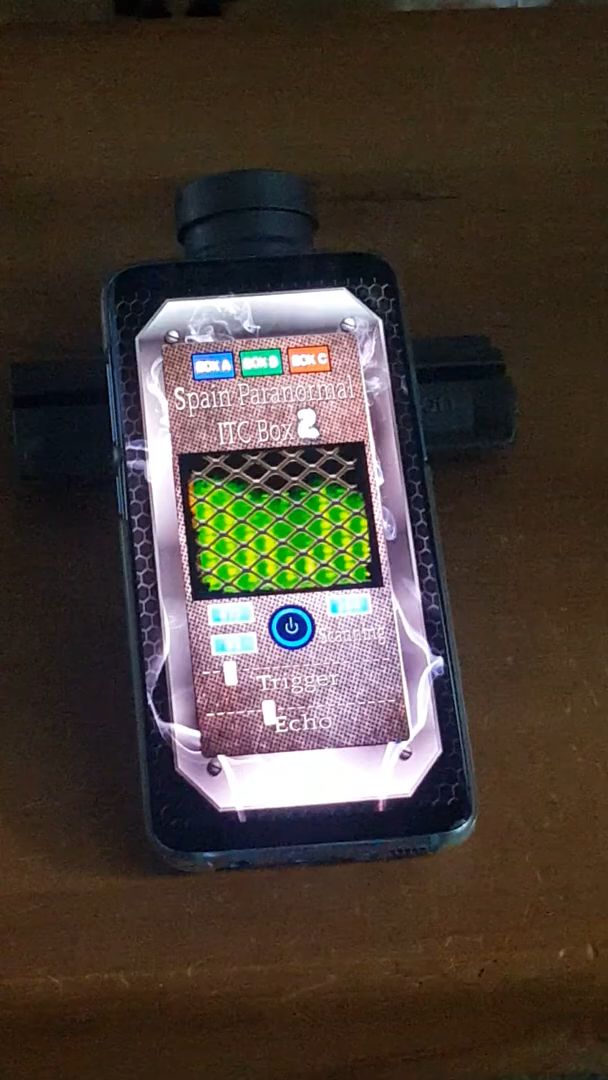 BOX A BOX B BOX C
Spain Paranormal
ITC Box 2
Scanning
Trigger
Echo